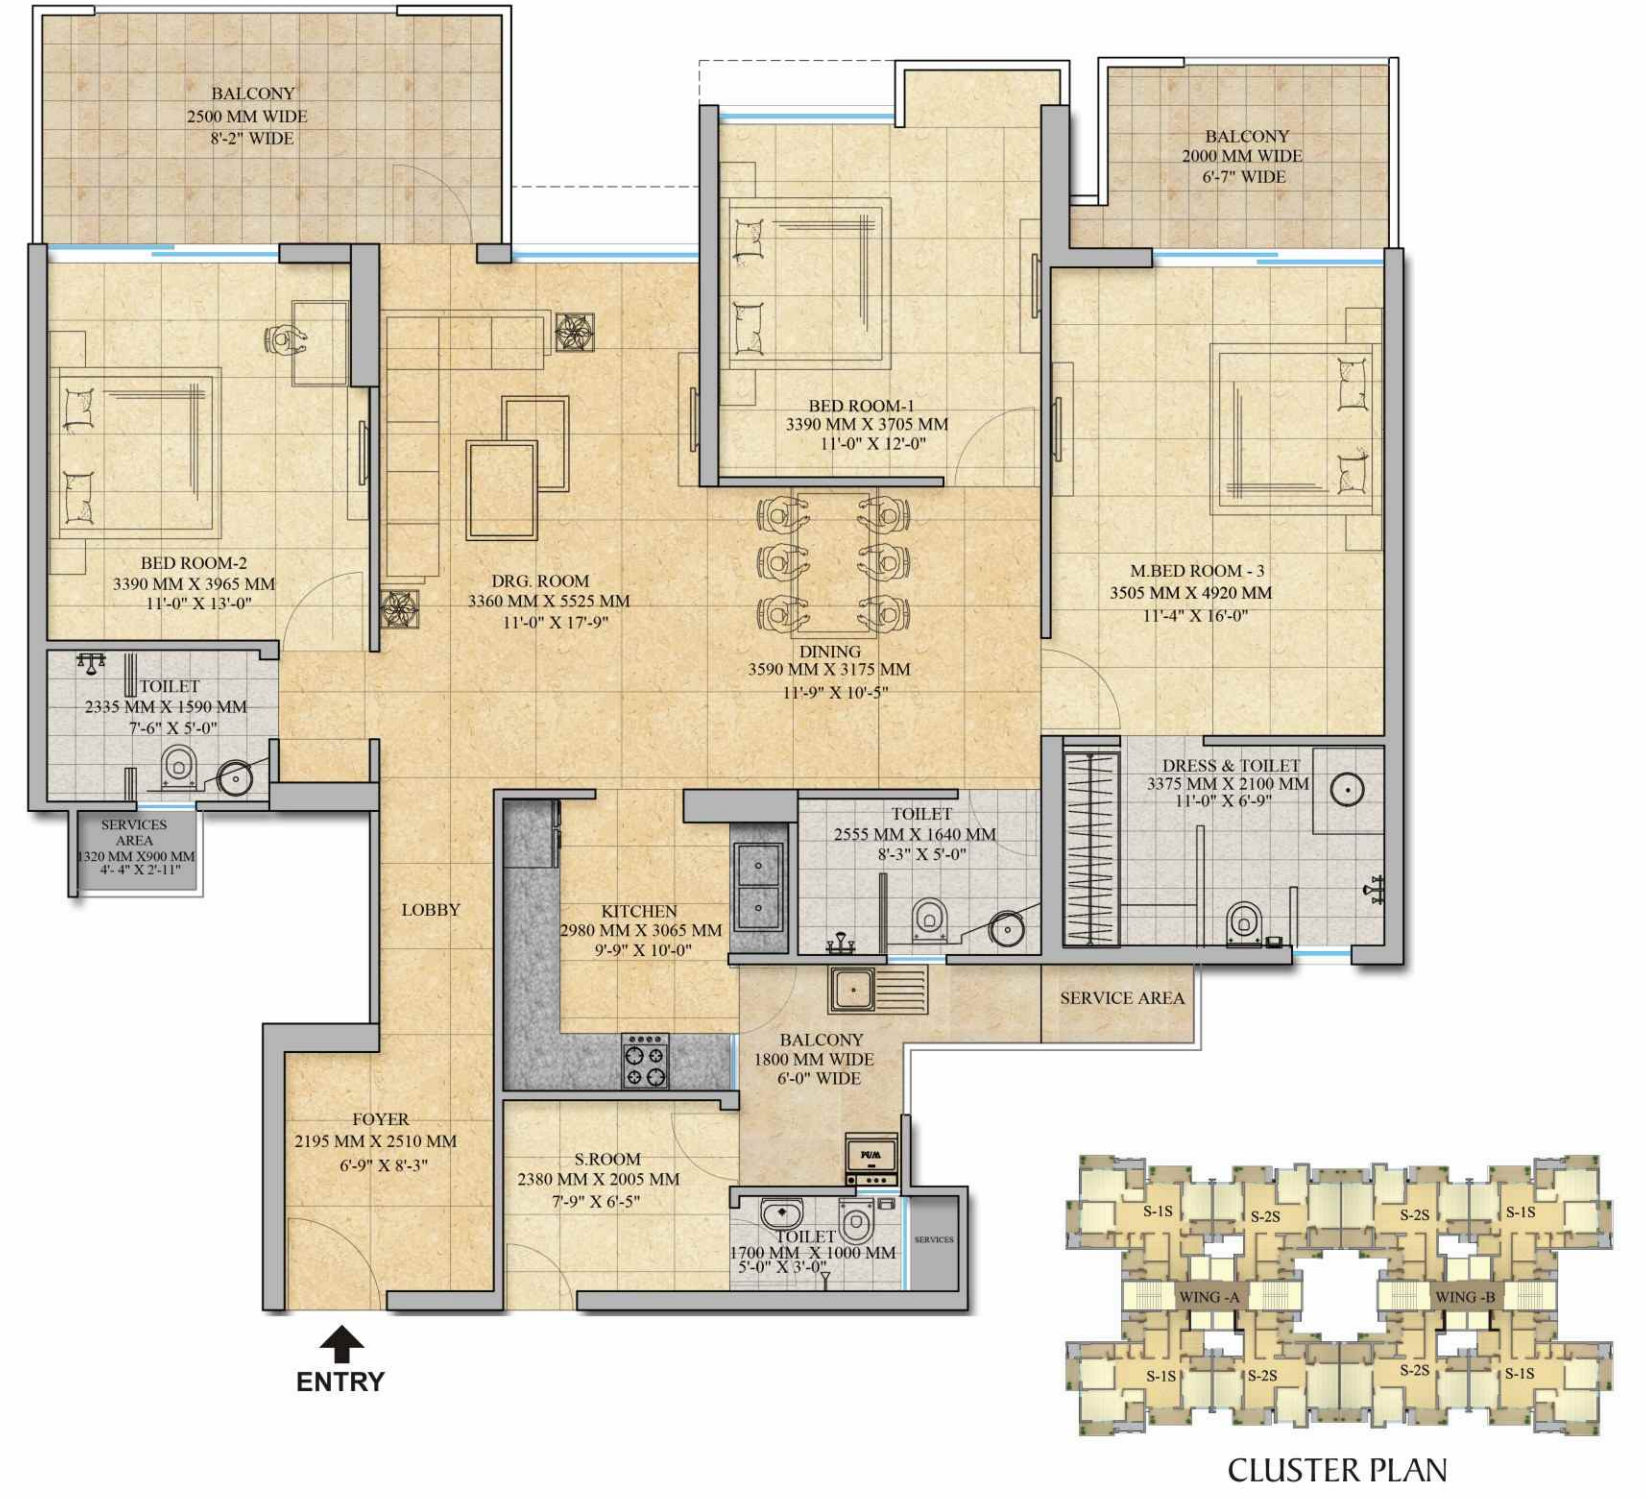 BALCONY
2500 MM WIDE
8'-2" WIDE
BALCONY
2000 MM WIDE
6'-7" WIDE
BED ROOM-1
3390 MM X 3705 MM
11'-0" X 12'-0"
BED ROOM-2
3390 MM X 3965 MM
11'-0" X 13'-0"
DRG. ROOM
3360 MM X 5525 MM
11'-0" X 17'-9"
M.BED ROOM - 3
3505 MM X 4920 MM
11'-4" X 16'-0"
DINING
3590 MM X 3175 MM
11'-9" X 10'-5"
TOILET
2335 MM X 1590 MM
7'-6" X 5'-0"
DRESS & TOILET
3375 MM X 2100 MM
11'-0" X 6'-9"
TOILET
2555 MM X 1640 MM
8'-3" X 5'-0"
SERVICES
AREA
1320 MM X900 MM
4'- 4" X 2'-11"
LOBBY
KITCHEN
2980 MM X 3065 MM
9'-9" X 10'-0"
SERVICE AREA
BALCONY
1800 MM WIDE
6'-0" WIDE
FOYER
2195 MM X 2510 MM
6'-9" X 8'-3"
S.ROOM
2380 MM X 2005 MM
7'-9" X 6'-5"
TOILET
1700 MM X 1000 MM
5'-0" X 3'-0"
SERVICES
ENTRY
S-1S
S-2S
S-2S
S-1S
WING -A
WING -B
S-1S
S-2S
S-2S
S-1S
CLUSTER PLAN